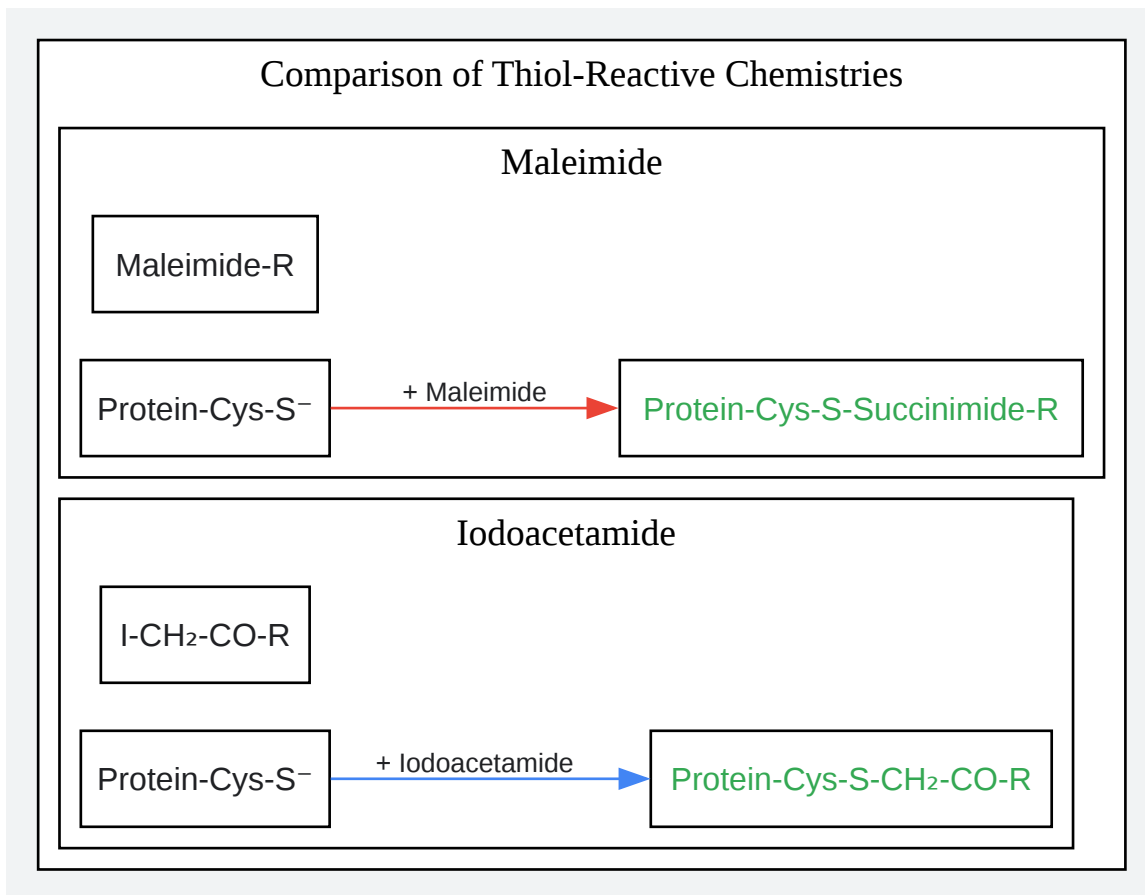 Comparison of Thiol-Reactive Chemistries
Maleimide
Maleimide-R
Protein-Cys-S⁻
+ Maleimide
Protein-Cys-S-Succinimide-R
Iodoacetamide
I-CH₂-CO-R
Protein-Cys-S⁻
+ Iodoacetamide
Protein-Cys-S-CH₂-CO-R